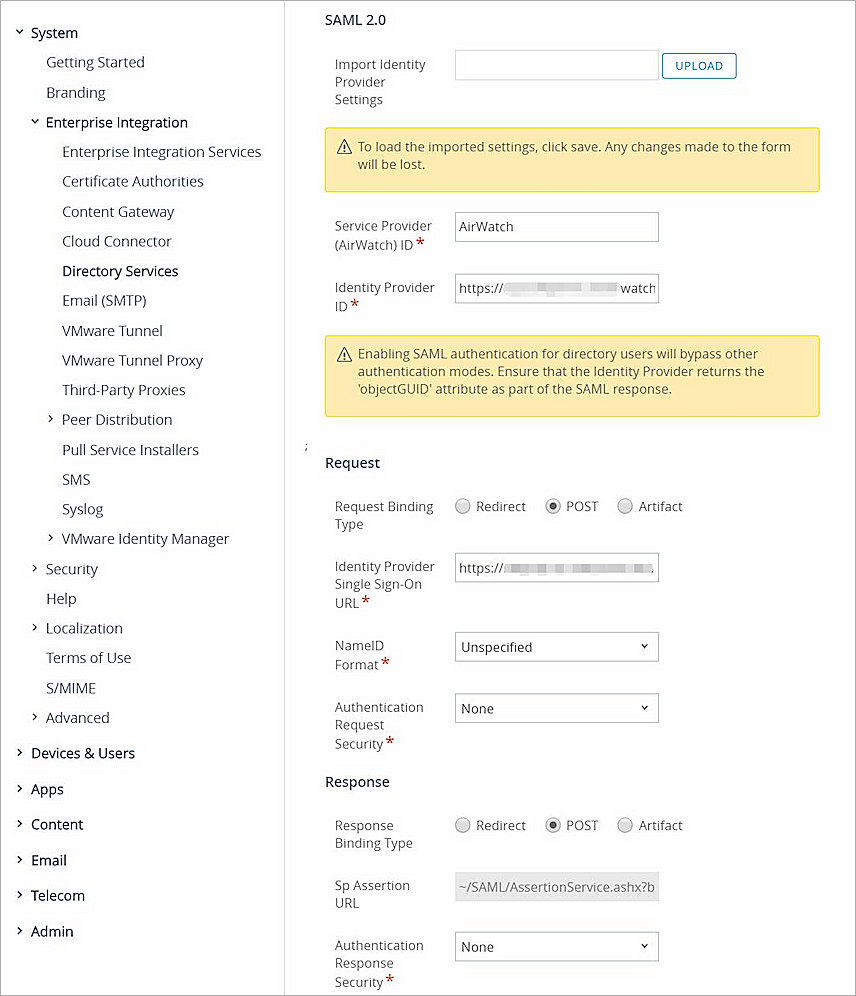 System
Getting Started
Branding
Enterprise Integration
Enterprise Integration Services
Certificate Authorities
Content Gateway
Cloud Connector
Directory Services
Email (SMTP)
VMware Tunnel
VMware Tunnel Proxy
Third-Party Proxies
Peer Distribution
Pull Service Installers
SMS
Syslog
VMware Identity Manager
Security
Help
Localization
Terms of Use
S/MIME
Advanced
Devices & Users
Apps
Content
Email
Telecom
Admin
SAML 2.0
Import Identity
Provider
Settings
UPLOAD
To load the imported settings, click save. Any changes made to the form
will be lost.
Service Provider
(AirWatch) ID *
AirWatch
Identity Provider
ID *
https:// watch
Enabling SAML authentication for directory users will bypass other
authentication modes. Ensure that the Identity Provider returns the
'objectGUID' attribute as part of the SAML response.
;
Request
Request Binding
Type
Redirect POST Artifact
Identity Provider
Single Sign-On
URL *
https://
NameID
Format *
Unspecified
Authentication
Request
Security *
None
Response
Response
Binding Type
Redirect POST Artifact
Sp Assertion
URL
~/SAML/AssertionService.ashx?b
Authentication
Response
Security *
None